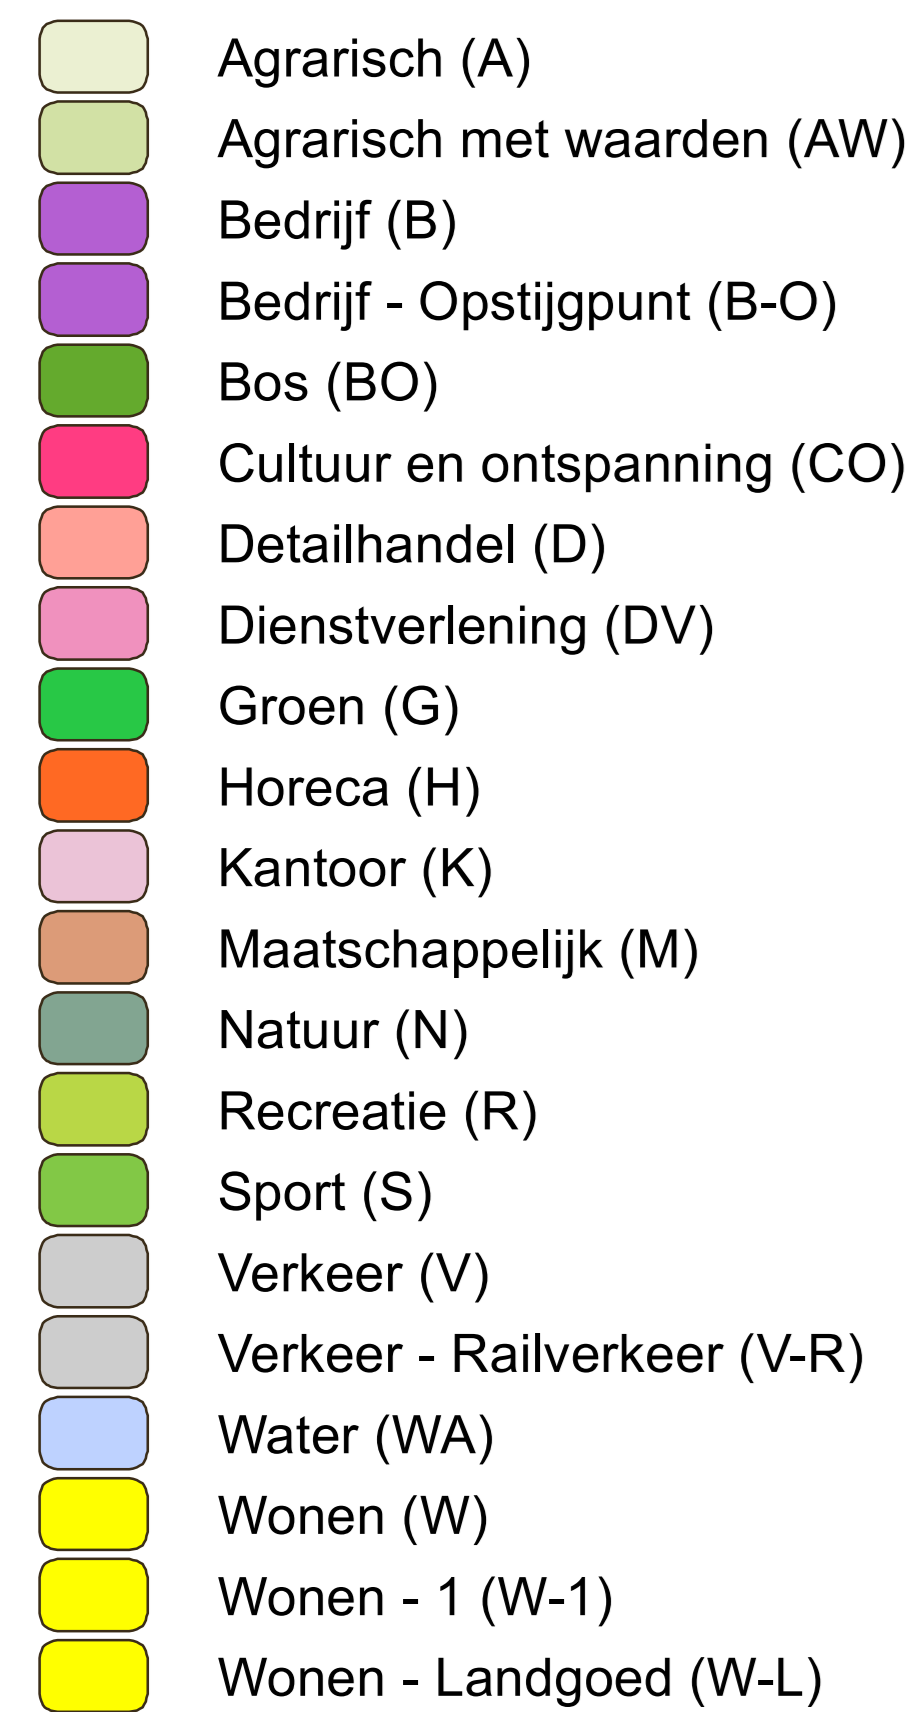 Agrarisch (A)
Agrarisch met waarden (AW)
Bedrijf (B)
Bedrijf - Opstijgpunt (B-O)
Bos (BO)
Cultuur en ontspanning (CO)
Detailhandel (D)
Dienstverlening (DV)
Groen (G)
Horeca (H)
Kantoor (K)
Maatschappelijk (M)
Natuur (N)
Recreatie (R)
Sport (S)
Verkeer (V)
Verkeer - Railverkeer (V-R)
Water (WA)
Wonen (W)
Wonen - 1 (W-1)
Wonen - Landgoed (W-L)